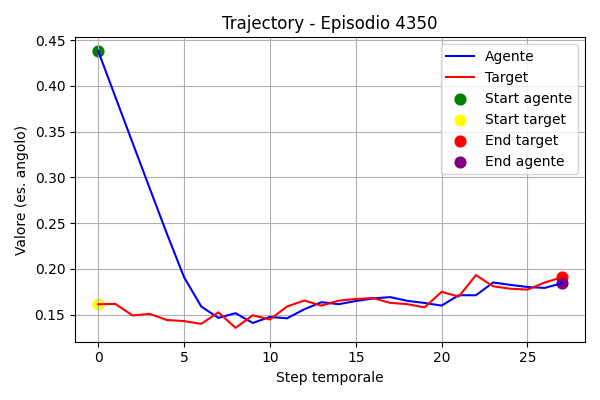 Trajectory - Episodio 4350
Valore (es. angolo)
0.45
0.40
0.35
0.30
0.25
0.20
0.15
Agente
Target
Start agente
Start target
End target
End agente
0 5 10 15 20 25
Step temporale